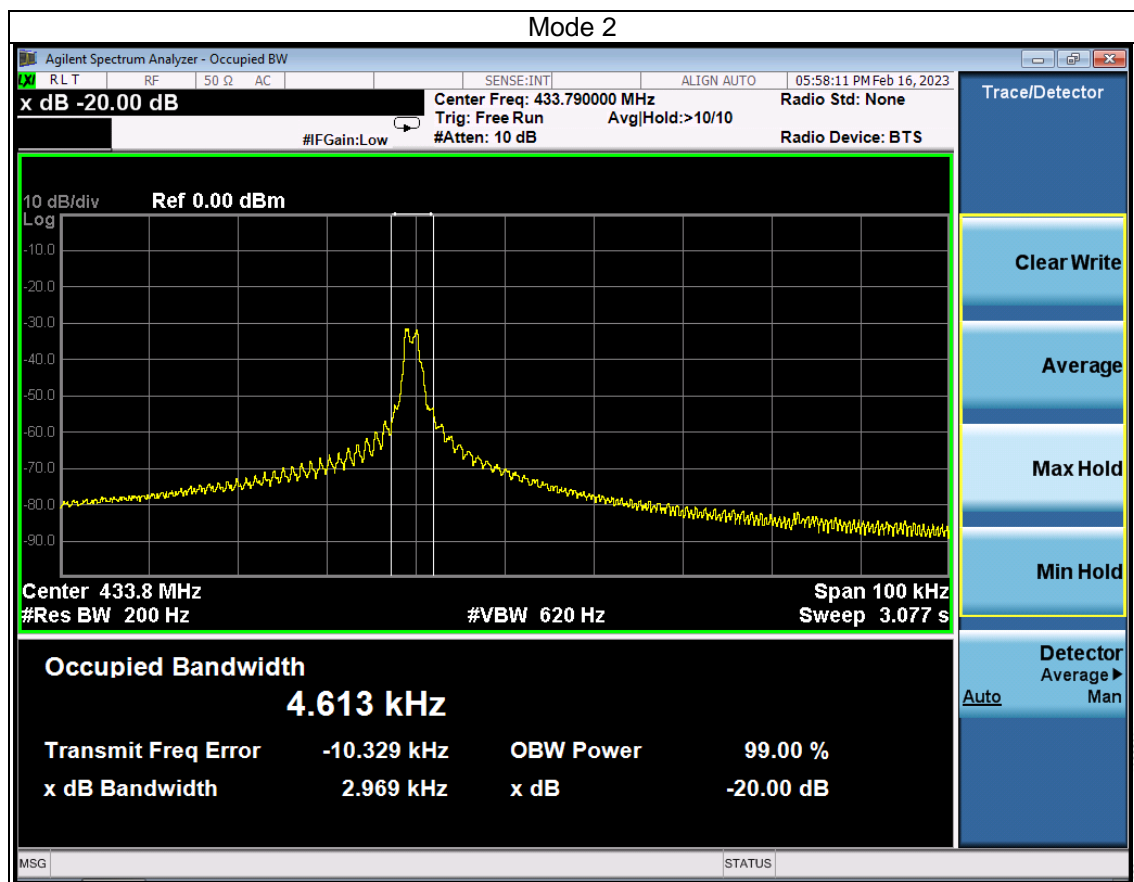 Mode 2
Agilent Spectrum Analyzer - Occupied BW
LXI RLT RF 50 Ω AC SENSE:INT ALIGN AUTO 05:58:11 PM Feb 16, 2023
x dB -20.00 dB Center Freq: 433.790000 MHz Radio Std: None
Trig: Free Run Avg|Hold:>10/10
#IFGain:Low #Atten: 10 dB Radio Device: BTS
Trace/Detector
10 dB/div Ref 0.00 dBm
Log
-10.0
-20.0
-30.0
-40.0
-50.0
-60.0
-70.0
-80.0
-90.0
Center 433.8 MHz Span 100 kHz
#Res BW 200 Hz #VBW 620 Hz Sweep 3.077 s
Clear Write
Average
Max Hold
Min Hold
Detector
Average▶
Auto Man
Occupied Bandwidth
4.613 kHz
Transmit Freq Error -10.329 kHz OBW Power 99.00 %
x dB Bandwidth 2.969 kHz x dB -20.00 dB
MSG STATUS